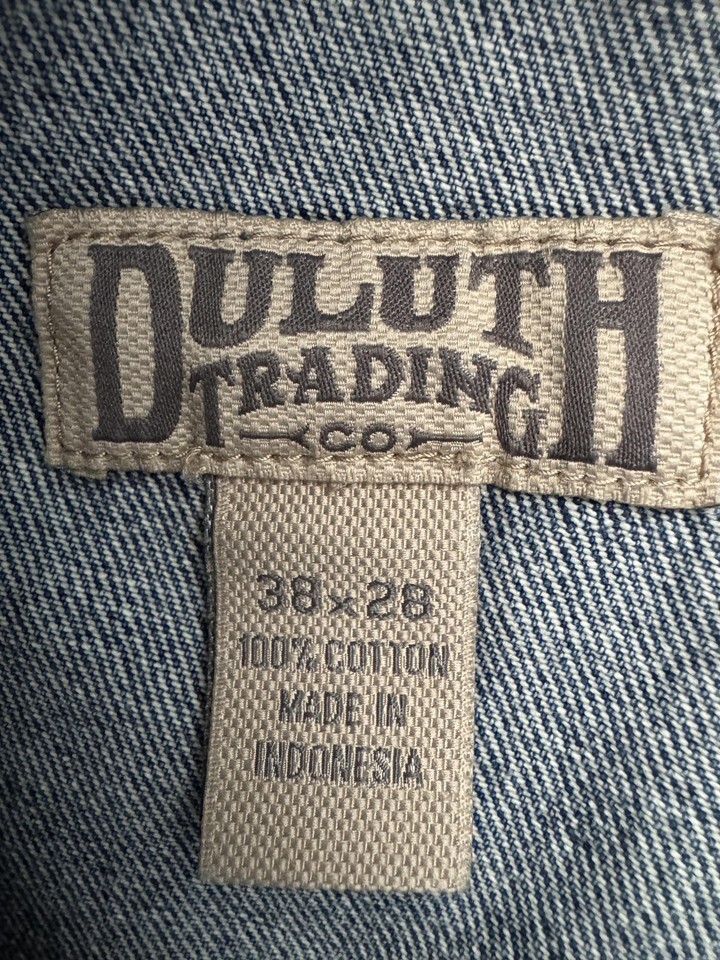 DULUTH
TRADING
CO
38x28
100% COTTON
MADE IN
INDONESIA